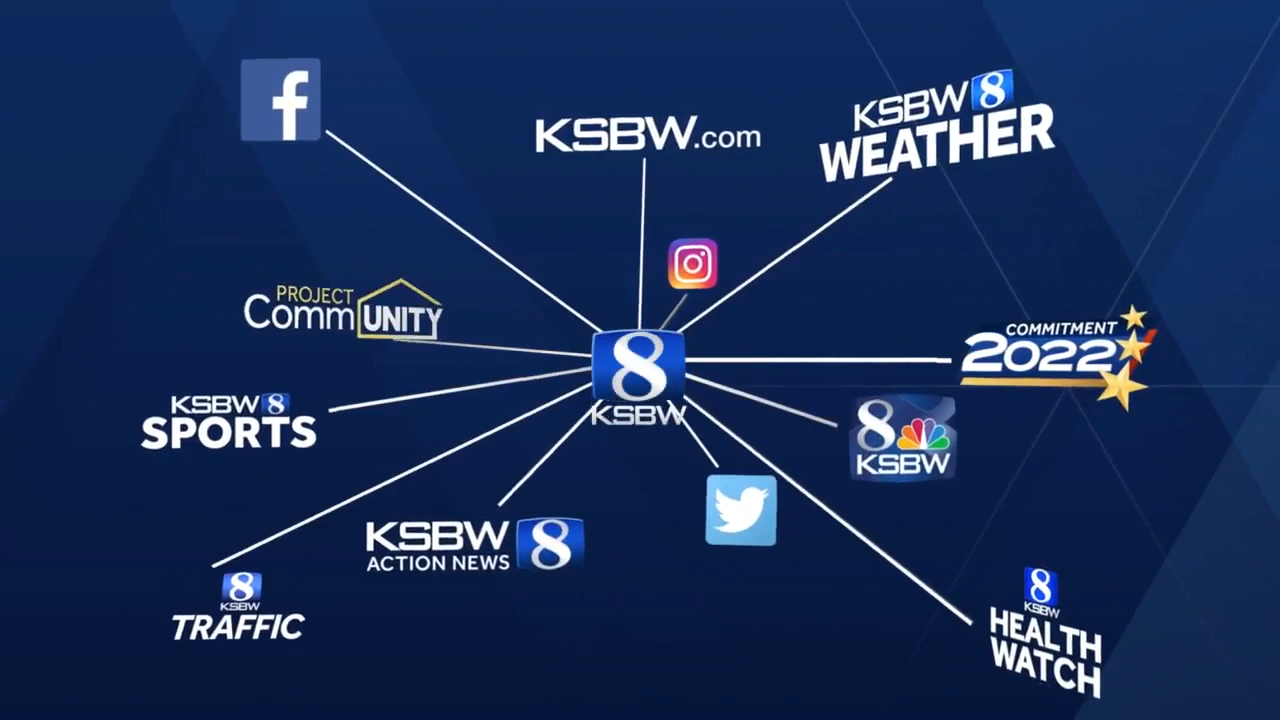 f
KSBW.com
KSBW 8
WEATHER
PROJECT
CommUNITY
8
KSBW
COMMITMENT
2022
KSBW 8
SPORTS
8
KSBW
KSBW 8
ACTION NEWS
8
KSBW
TRAFFIC
8
KSBW
HEALTH
WATCH